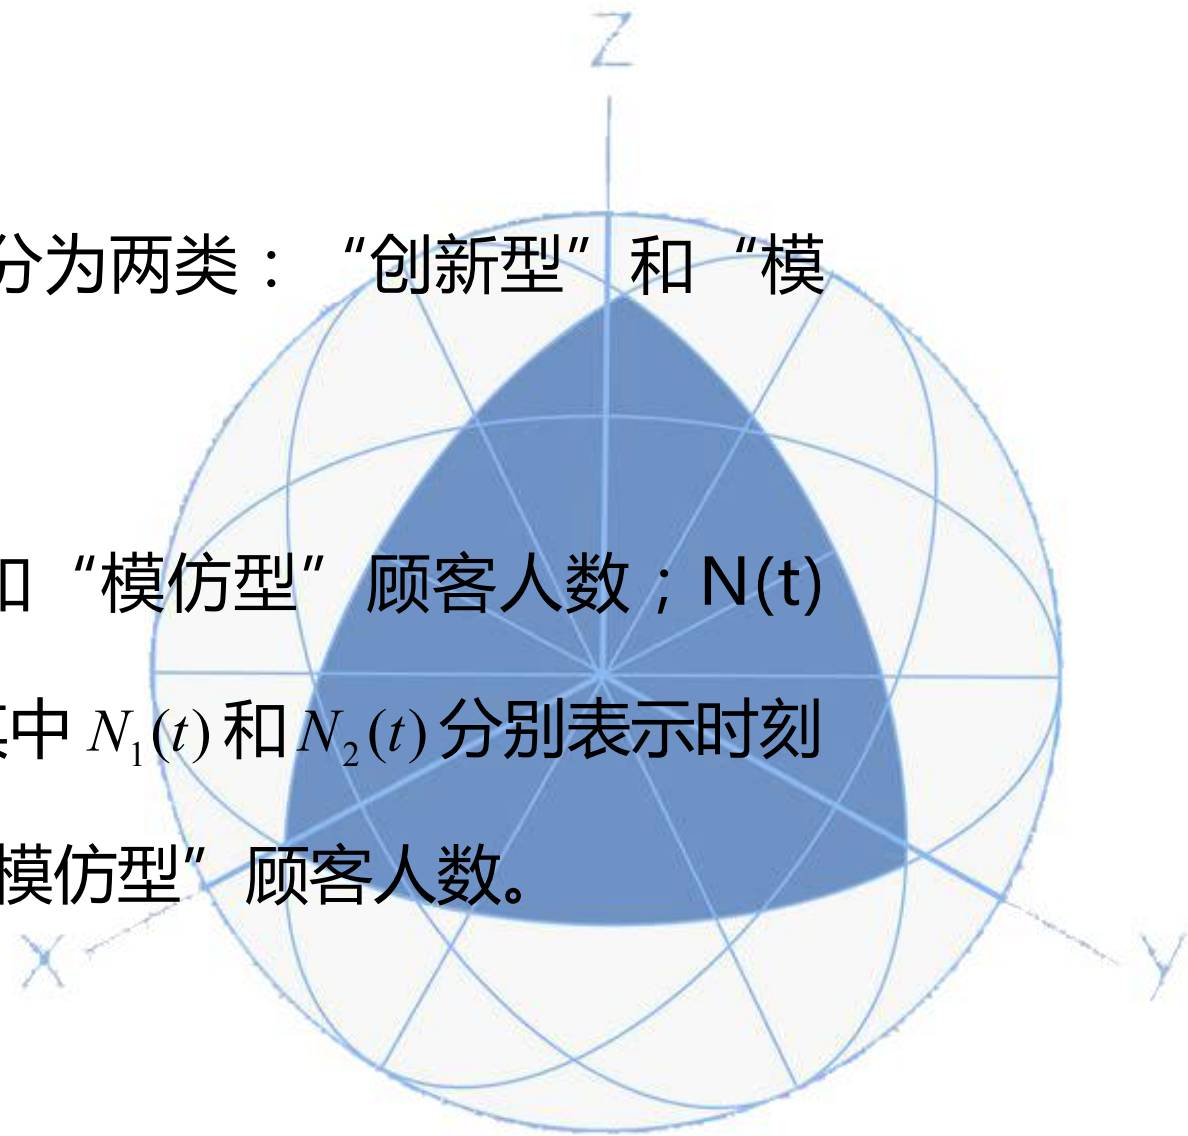 Z
分为两类：“创新型”和“模
和“模仿型”顾客人数；N(t)
其中 N₁(t) 和 N₂(t) 分别表示时刻
模仿型”顾客人数。
X
Y